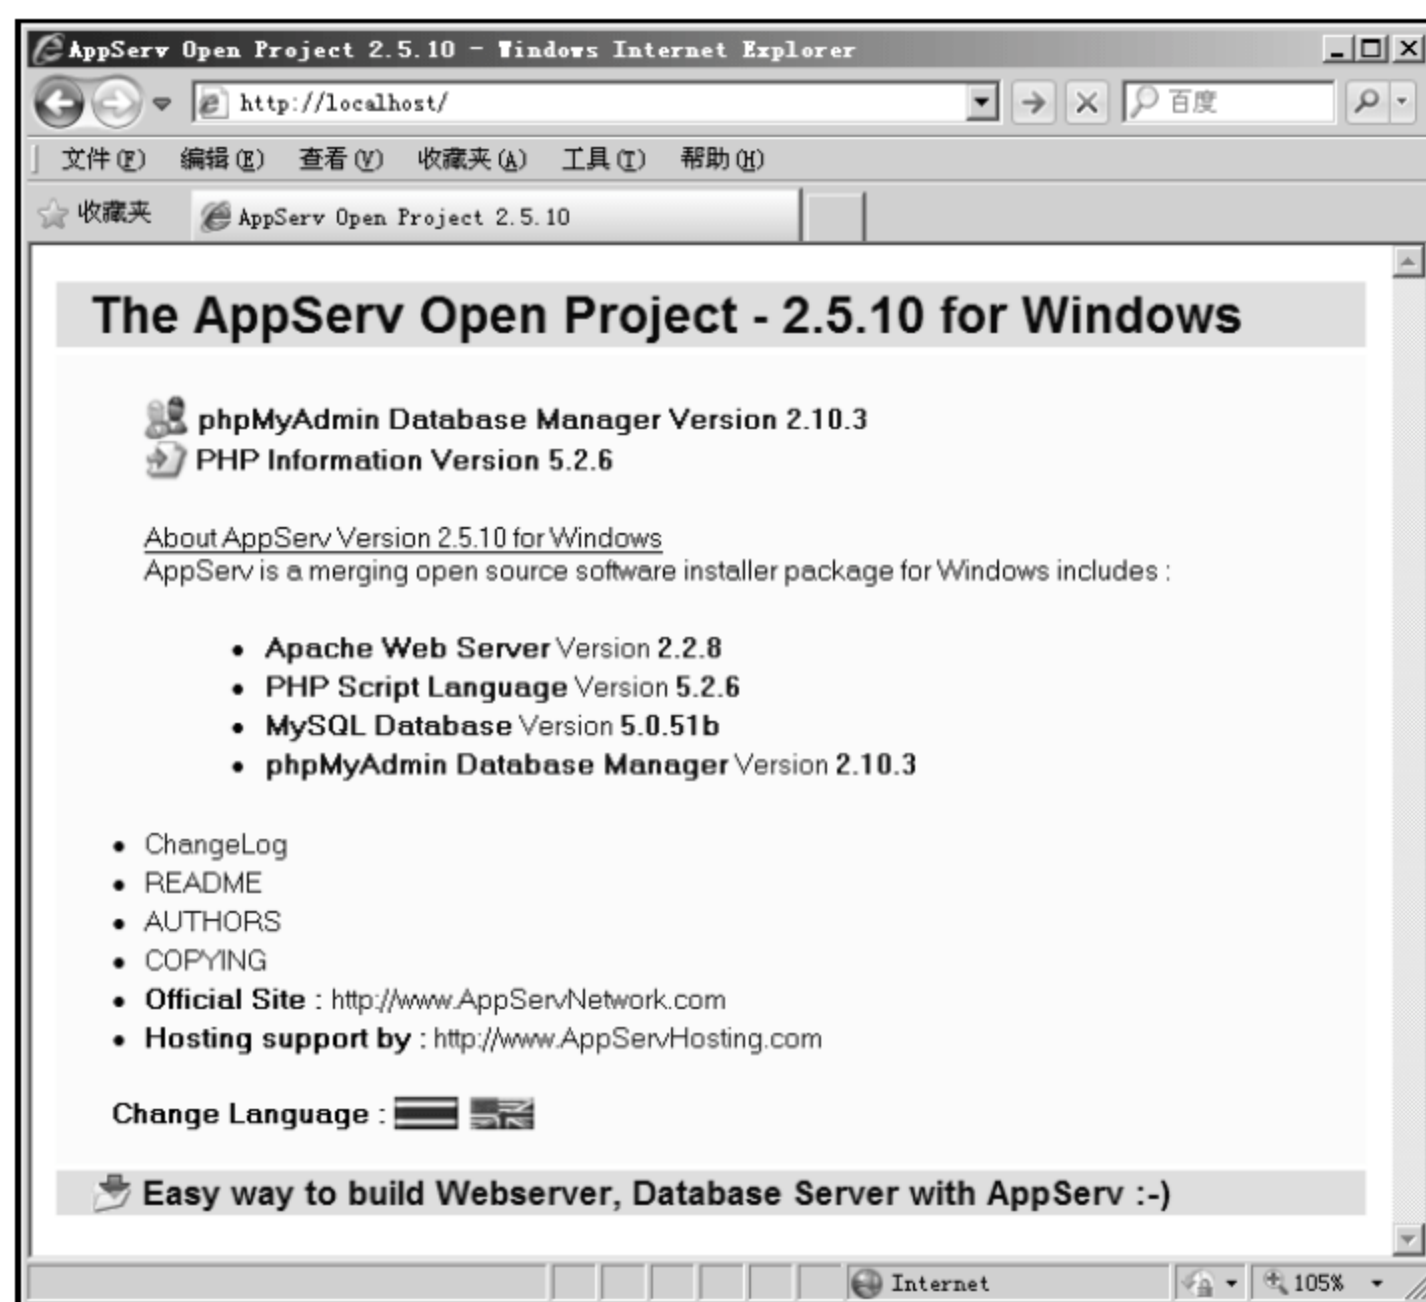 AppServ Open Project 2.5.10 - Windows Internet Explorer
http://localhost/
百度
文件(F) 编辑(E) 查看(V) 收藏夹(A) 工具(T) 帮助(H)
收藏夹 AppServ Open Project 2.5.10
The AppServ Open Project - 2.5.10 for Windows
phpMyAdmin Database Manager Version 2.10.3
PHP Information Version 5.2.6
About AppServ Version 2.5.10 for Windows
AppServ is a merging open source software installer package for Windows includes :
• Apache Web Server Version 2.2.8
• PHP Script Language Version 5.2.6
• MySQL Database Version 5.0.51b
• phpMyAdmin Database Manager Version 2.10.3
• ChangeLog
• README
• AUTHORS
• COPYING
• Official Site : http://www.AppServNetwork.com
• Hosting support by : http://www.AppServHosting.com
Change Language :
Easy way to build Webserver, Database Server with AppServ :-)
Internet 105%